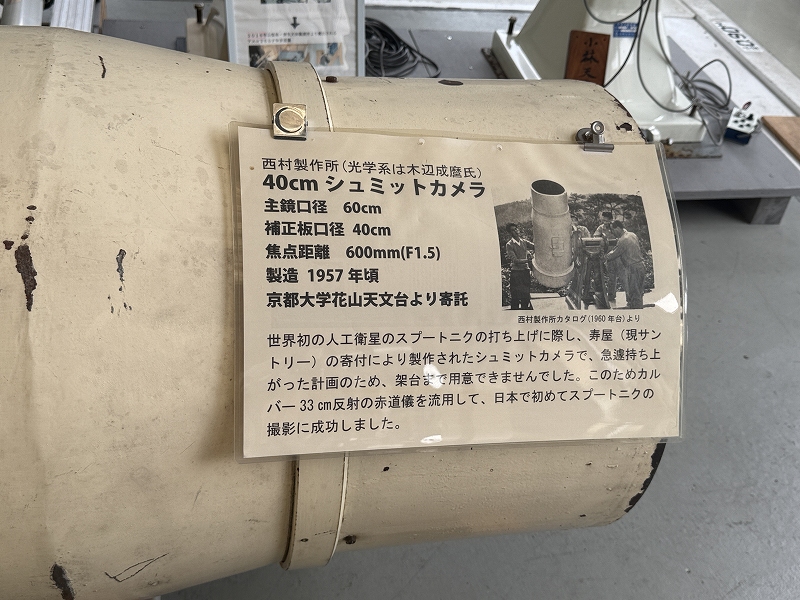 西村製作所(光学系は木辺成麿氏)
40cm シュミットカメラ
主鏡口径 60cm
補正板口径 40cm
焦点距離 600mm(F1.5)
製造 1957年頃
京都大学花山天文台より寄託
西村製作所カタログ(1960年台)より
世界初の人工衛星のスプートニクの打ち上げに際し、寿屋(現サン
トリー)の寄付により製作されたシュミットカメラで、急遽持ち上
がった計画のため、架台まで用意できませんでした。このためカル
バー33㎝反射の赤道儀を流用して、日本で初めてスプートニクの
撮影に成功しました。